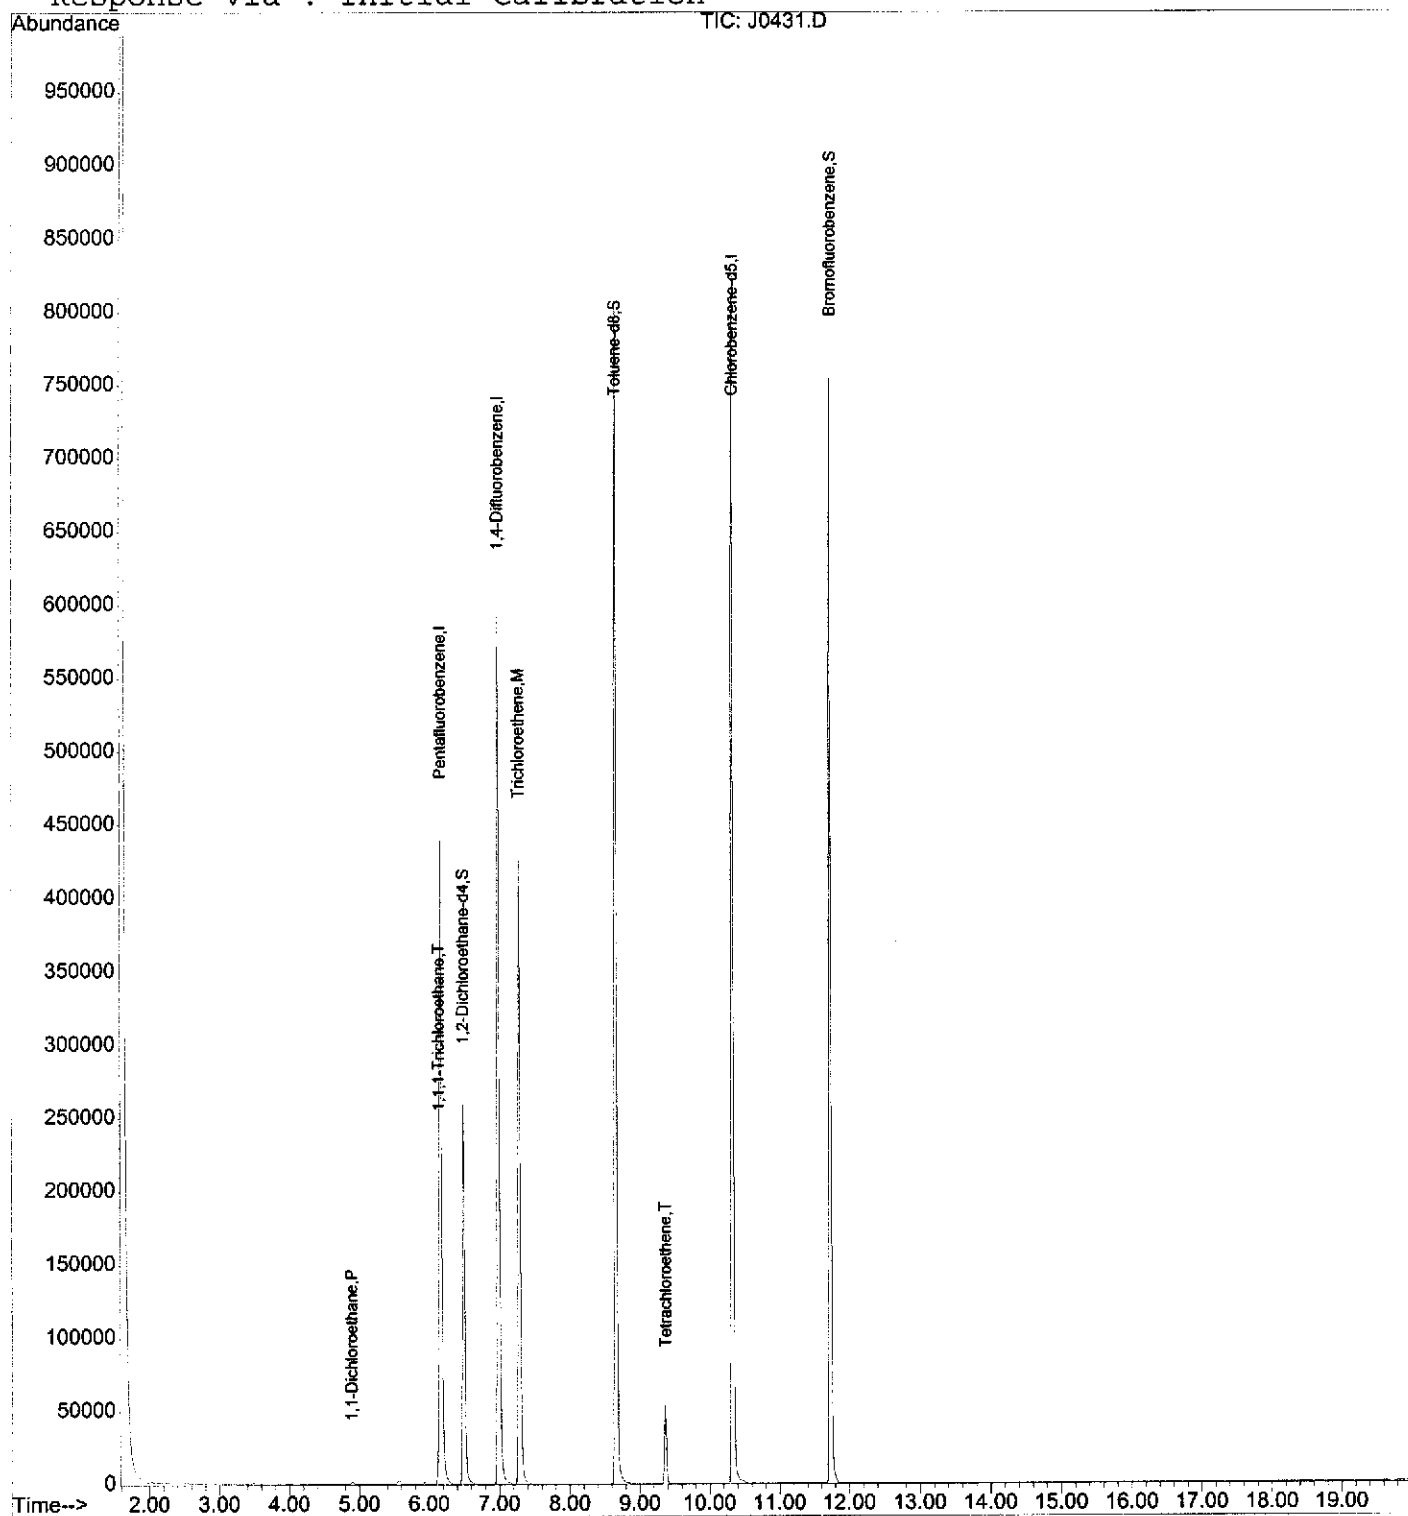 Response via : Initial Calibration
Abundance TIC: J0431.D
950000
900000
Bromofluorobenzene,S
850000
Chlorobenzene-d5,I
800000
Toluene-d8,S
750000
1,4-Difluorobenzene,I
700000
650000
600000
Pentafluorobenzene,I
550000
Trichloroethene,M
500000
450000
400000
1,2-Dichloroethane-d4,S
350000
1,1,1-Trichloroethane,T
300000
250000
200000
Tetrachloroethene,T
150000
1,1-Dichloroethane,P
100000
50000
0
Time--> 2.00 3.00 4.00 5.00 6.00 7.00 8.00 9.00 10.00 11.00 12.00 13.00 14.00 15.00 16.00 17.00 18.00 19.00